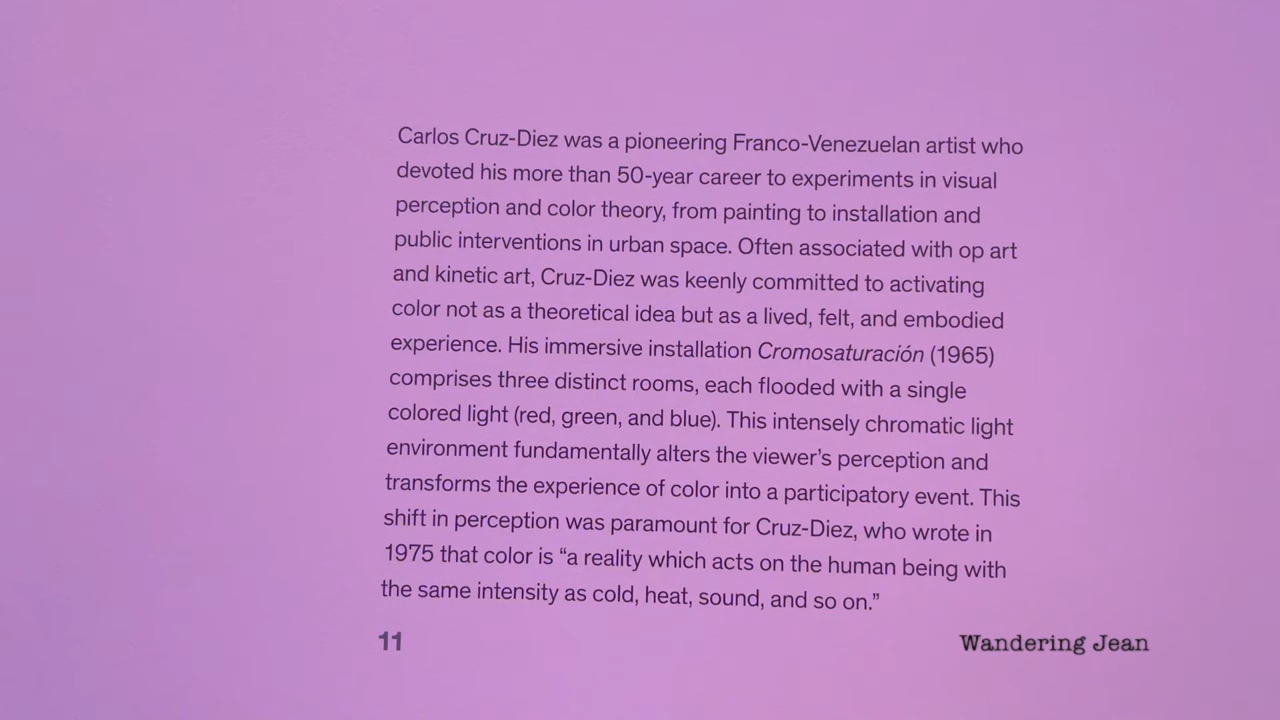 Carlos Cruz-Diez was a pioneering Franco-Venezuelan artist who
devoted his more than 50-year career to experiments in visual
perception and color theory, from painting to installation and
public interventions in urban space. Often associated with op art
and kinetic art, Cruz-Diez was keenly committed to activating
color not as a theoretical idea but as a lived, felt, and embodied
experience. His immersive installation Cromosaturación (1965)
comprises three distinct rooms, each flooded with a single
colored light (red, green, and blue). This intensely chromatic light
environment fundamentally alters the viewer's perception and
transforms the experience of color into a participatory event. This
shift in perception was paramount for Cruz-Diez, who wrote in
1975 that color is “a reality which acts on the human being with
the same intensity as cold, heat, sound, and so on.”
11
Wandering Jean